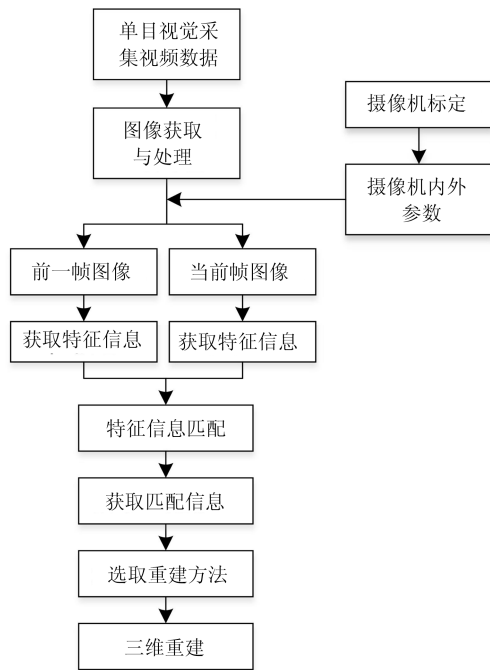 单目视觉采
集视频数据
摄像机标定
图像获取
与处理
摄像机内外
参数
前一帧图像
当前帧图像
获取特征信息
获取特征信息
特征信息匹配
获取匹配信息
选取重建方法
三维重建